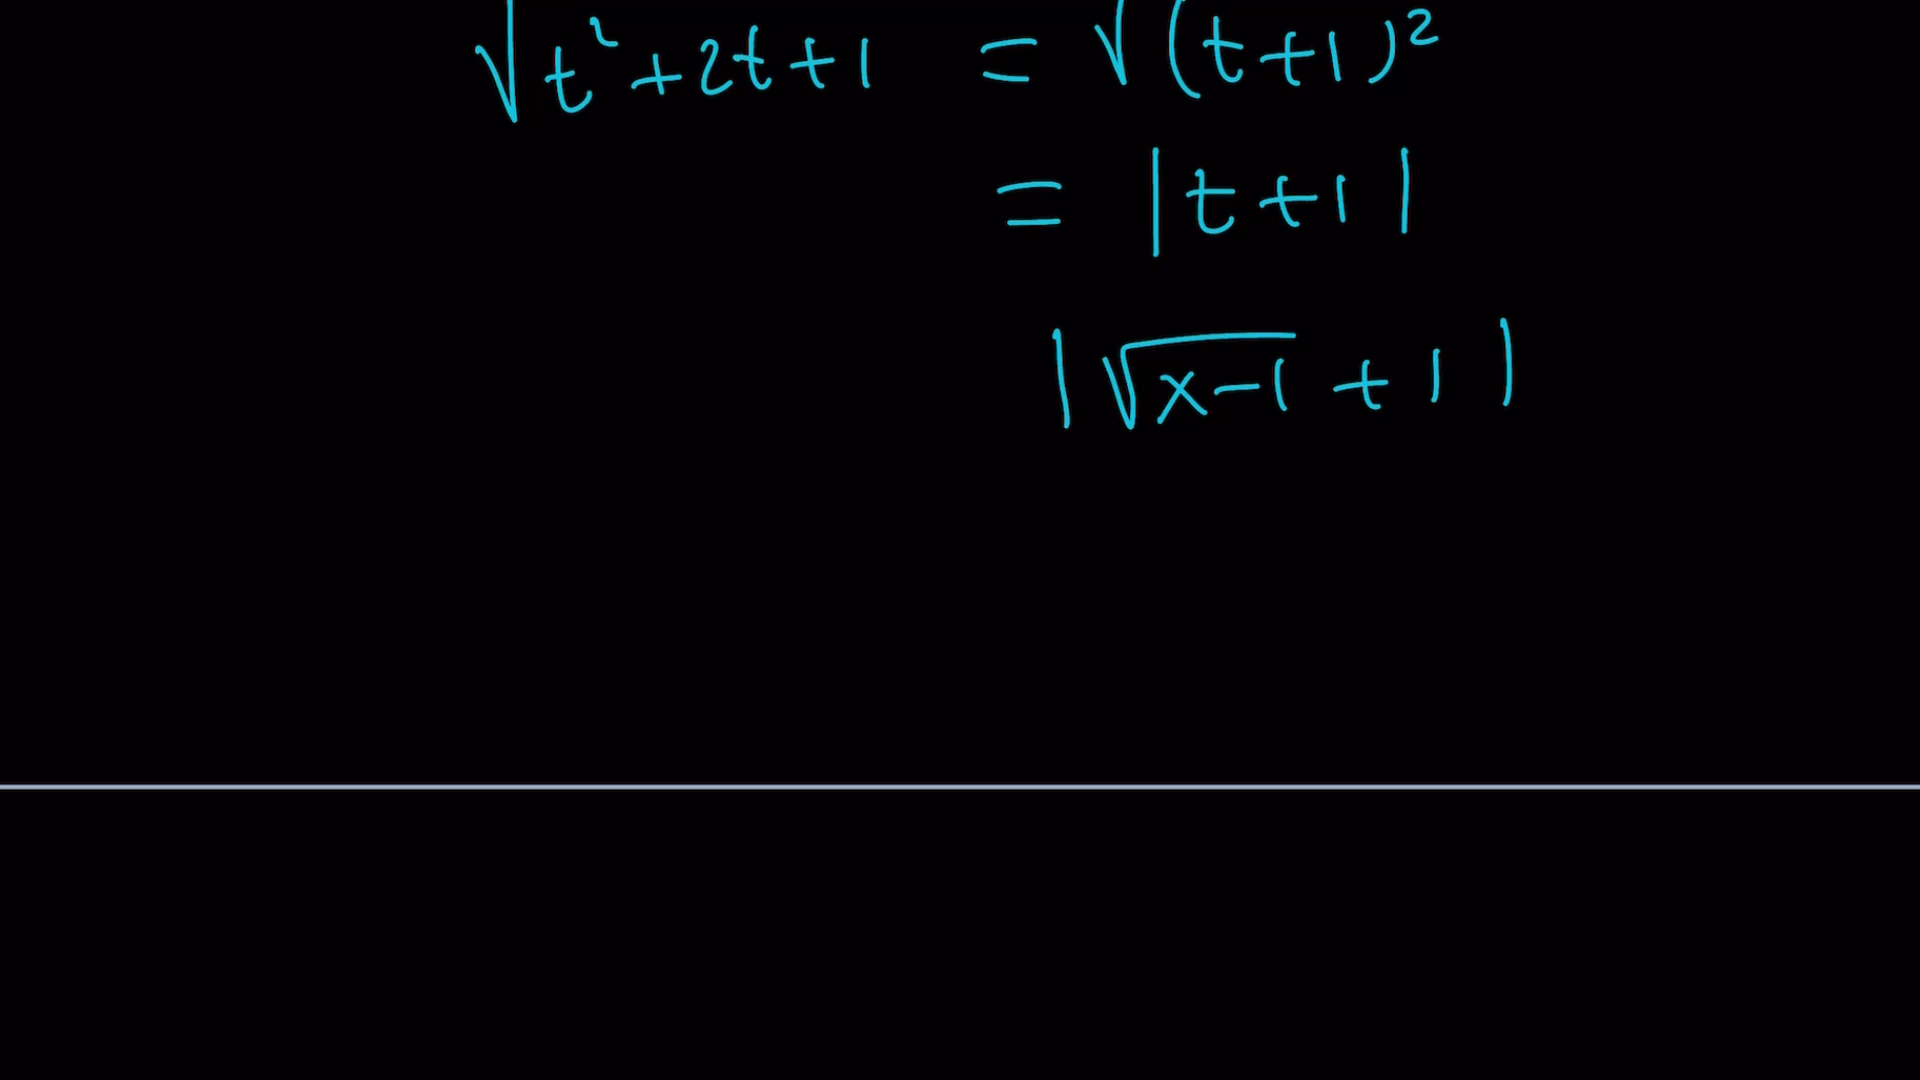 √t²+2t+1 = √(t+1)²
= |t+1|
|√x-1 + 1|